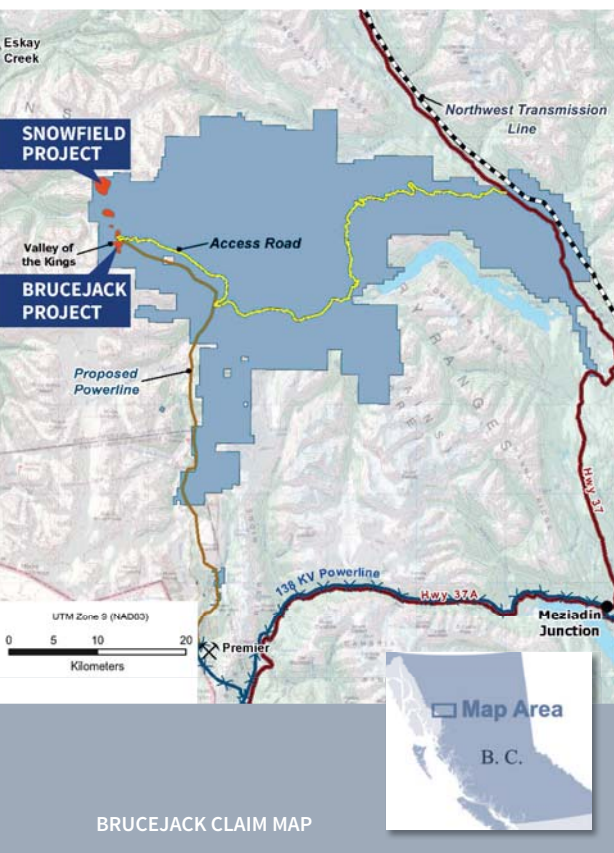 Eskay
Creek
Northwest Transmission
Line
SNOWFIELD
PROJECT
Valley of
the Kings
Access Road
BRUCEJACK
PROJECT
Proposed
Powerline
Hwy 37
138 KV Powerline
Hwy 37A
Meziadin
Junction
UTM Zone 9 (NAD83)
0 5 10 20
Kilometers
Premier
Map Area
B. C.
BRUCEJACK CLAIM MAP